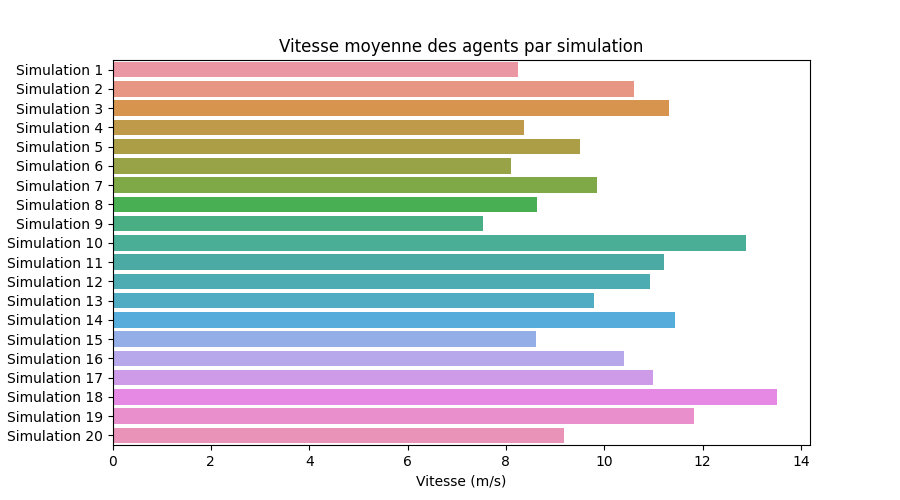 Vitesse moyenne des agents par simulation
Simulation 1
Simulation 2
Simulation 3
Simulation 4
Simulation 5
Simulation 6
Simulation 7
Simulation 8
Simulation 9
Simulation 10
Simulation 11
Simulation 12
Simulation 13
Simulation 14
Simulation 15
Simulation 16
Simulation 17
Simulation 18
Simulation 19
Simulation 20
0 2 4 6 8 10 12 14
Vitesse (m/s)